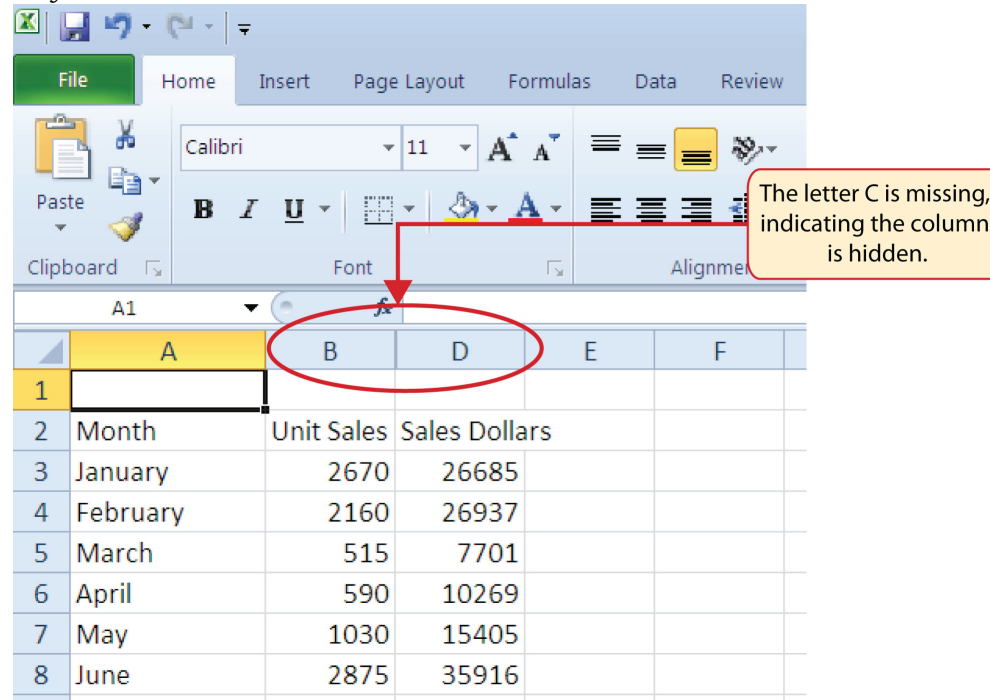 File Home Insert Page Layout Formulas Data Review
Calibri 11 A A
Paste
B I U A
Clipboard Font Alignme
The letter C is missing,
indicating the column
is hidden.
A1 fx
A B D E F
1
2 Month Unit Sales Sales Dollars
3 January 2670 26685
4 February 2160 26937
5 March 515 7701
6 April 590 10269
7 May 1030 15405
8 June 2875 35916